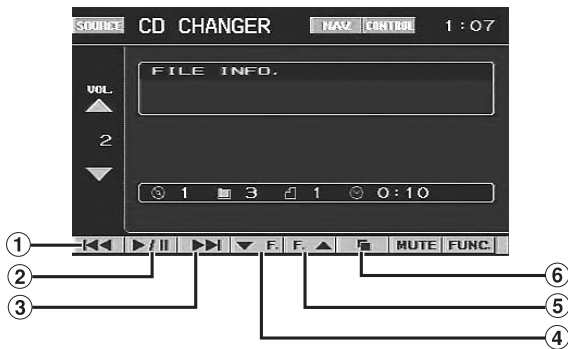 SOURCE CD CHANGER NAV. CONTROL 1:07
FILE INFO.
VOL.
2
1 3 1 0:10
F. F. MUTE FUNC.
1
2
3
6
5
4